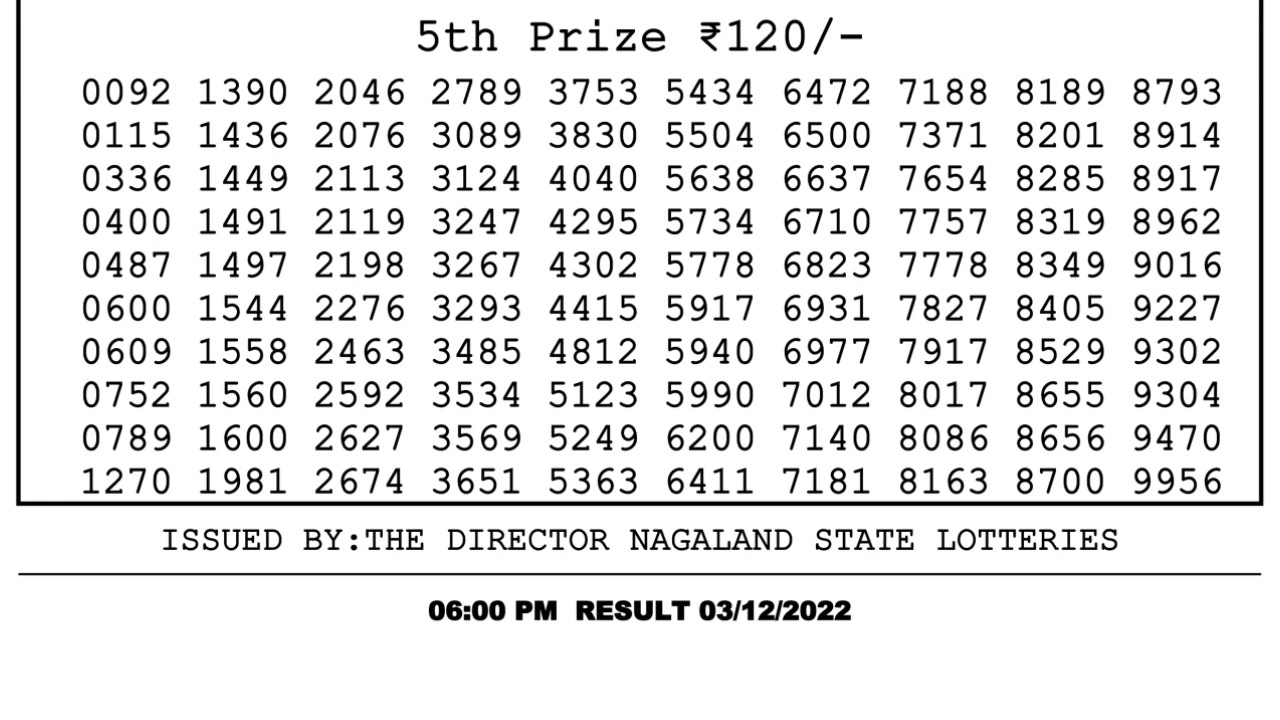 5th Prize ₹120/-
0092 1390 2046 2789 3753 5434 6472 7188 8189 8793
0115 1436 2076 3089 3830 5504 6500 7371 8201 8914
0336 1449 2113 3124 4040 5638 6637 7654 8285 8917
0400 1491 2119 3247 4295 5734 6710 7757 8319 8962
0487 1497 2198 3267 4302 5778 6823 7778 8349 9016
0600 1544 2276 3293 4415 5917 6931 7827 8405 9227
0609 1558 2463 3485 4812 5940 6977 7917 8529 9302
0752 1560 2592 3534 5123 5990 7012 8017 8655 9304
0789 1600 2627 3569 5249 6200 7140 8086 8656 9470
1270 1981 2674 3651 5363 6411 7181 8163 8700 9956
ISSUED BY:THE DIRECTOR NAGALAND STATE LOTTERIES
06:00 PM RESULT 03/12/2022